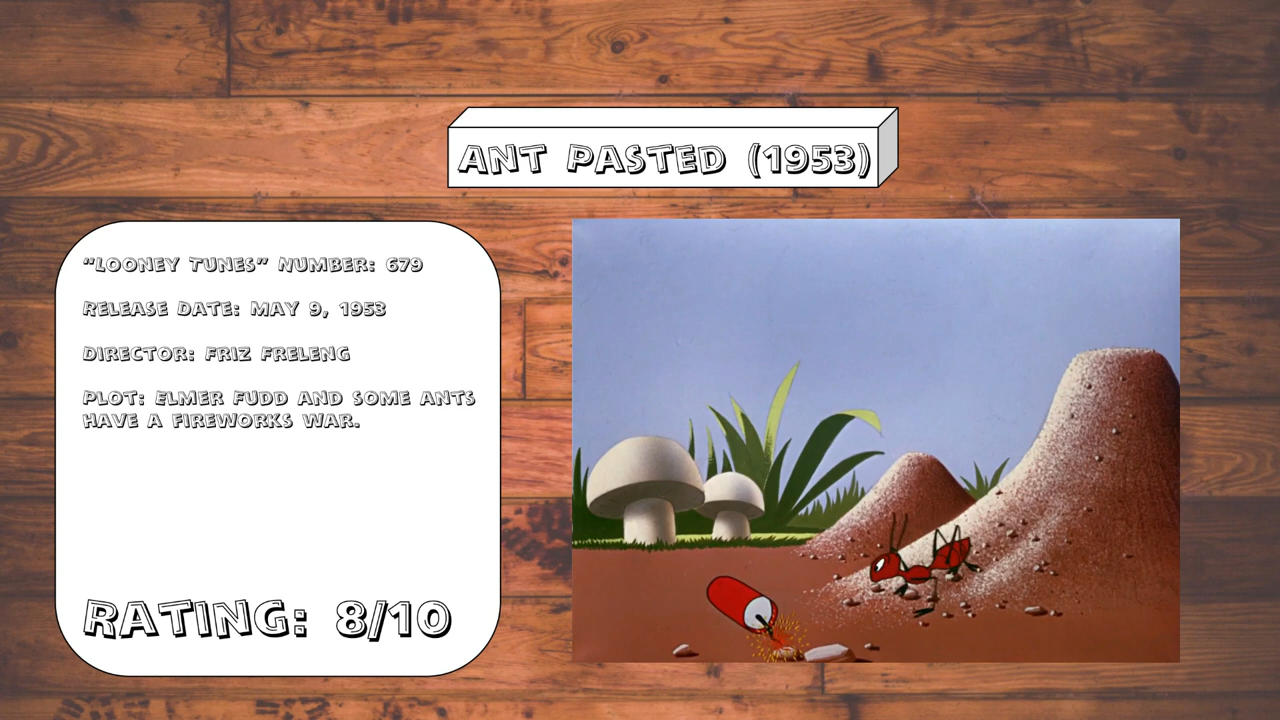 ANT PASTED (1953)
"LOONEY TUNES" NUMBER: 679
RELEASE DATE: MAY 9, 1953
DIRECTOR: FRIZ FRELENG
PLOT: ELMER FUDD AND SOME ANTS
HAVE A FIREWORKS WAR.
RATING: 8/10